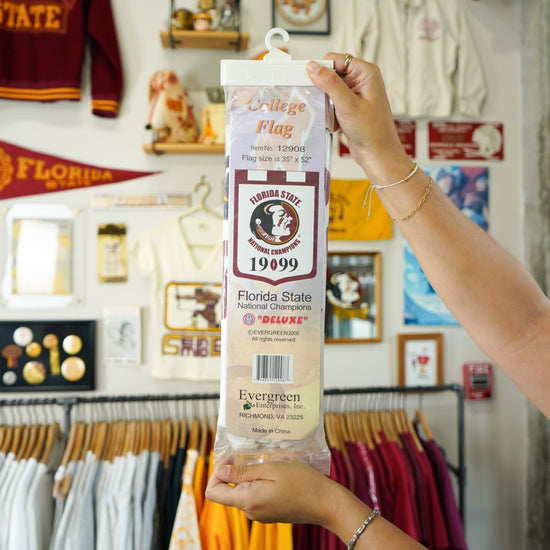 STATE
FLORIDA
STATE
College
Flag
Item No. 12908
Flag size is 35" x 52"
FLORIDA STATE
NATIONAL CHAMPIONS
1999
Florida State
National Champions
"DELUXE"
©EVERGREEN2000
All rights reserved.
Evergreen
Enterprises, Inc.
RICHMOND, VA 23225
Made in China